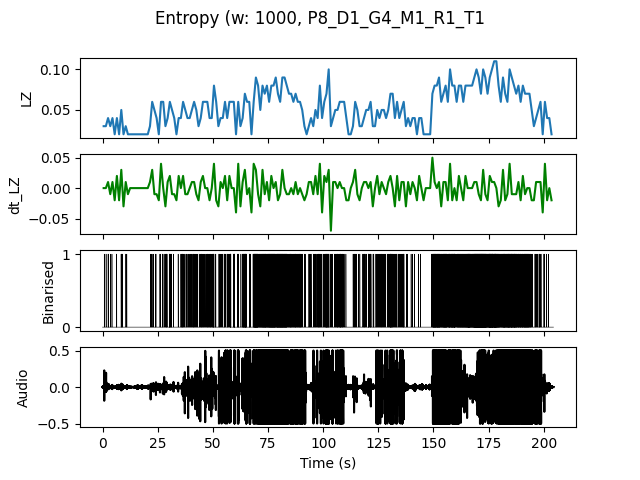 Entropy (w: 1000, P8_D1_G4_M1_R1_T1
0.10
0.05
LZ
0.05
0.00
−0.05
dt_LZ
1
0
Binarised
0.5
0.0
−0.5
Audio
0 25 50 75 100 125 150 175 200
Time (s)